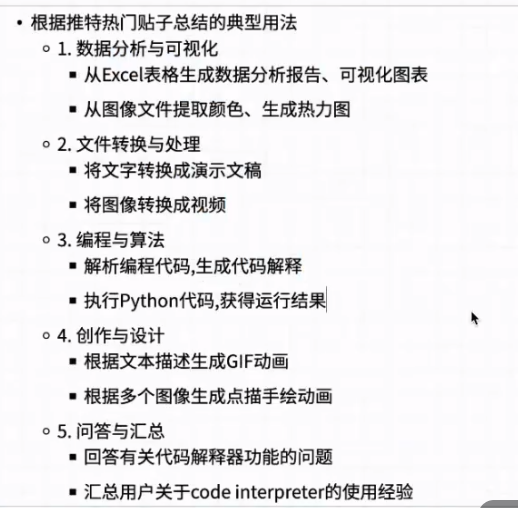 • 根据推特热门贴子总结的典型用法
○ 1. 数据分析与可视化
■ 从Excel表格生成数据分析报告、可视化图表
■ 从图像文件提取颜色、生成热力图
○ 2. 文件转换与处理
■ 将文字转换成演示文稿
■ 将图像转换成视频
○ 3. 编程与算法
■ 解析编程代码,生成代码解释
■ 执行Python代码,获得运行结果
○ 4. 创作与设计
■ 根据文本描述生成GIF动画
■ 根据多个图像生成点描手绘动画
○ 5. 问答与汇总
■ 回答有关代码解释器功能的问题
■ 汇总用户关于code interpreter的使用经验